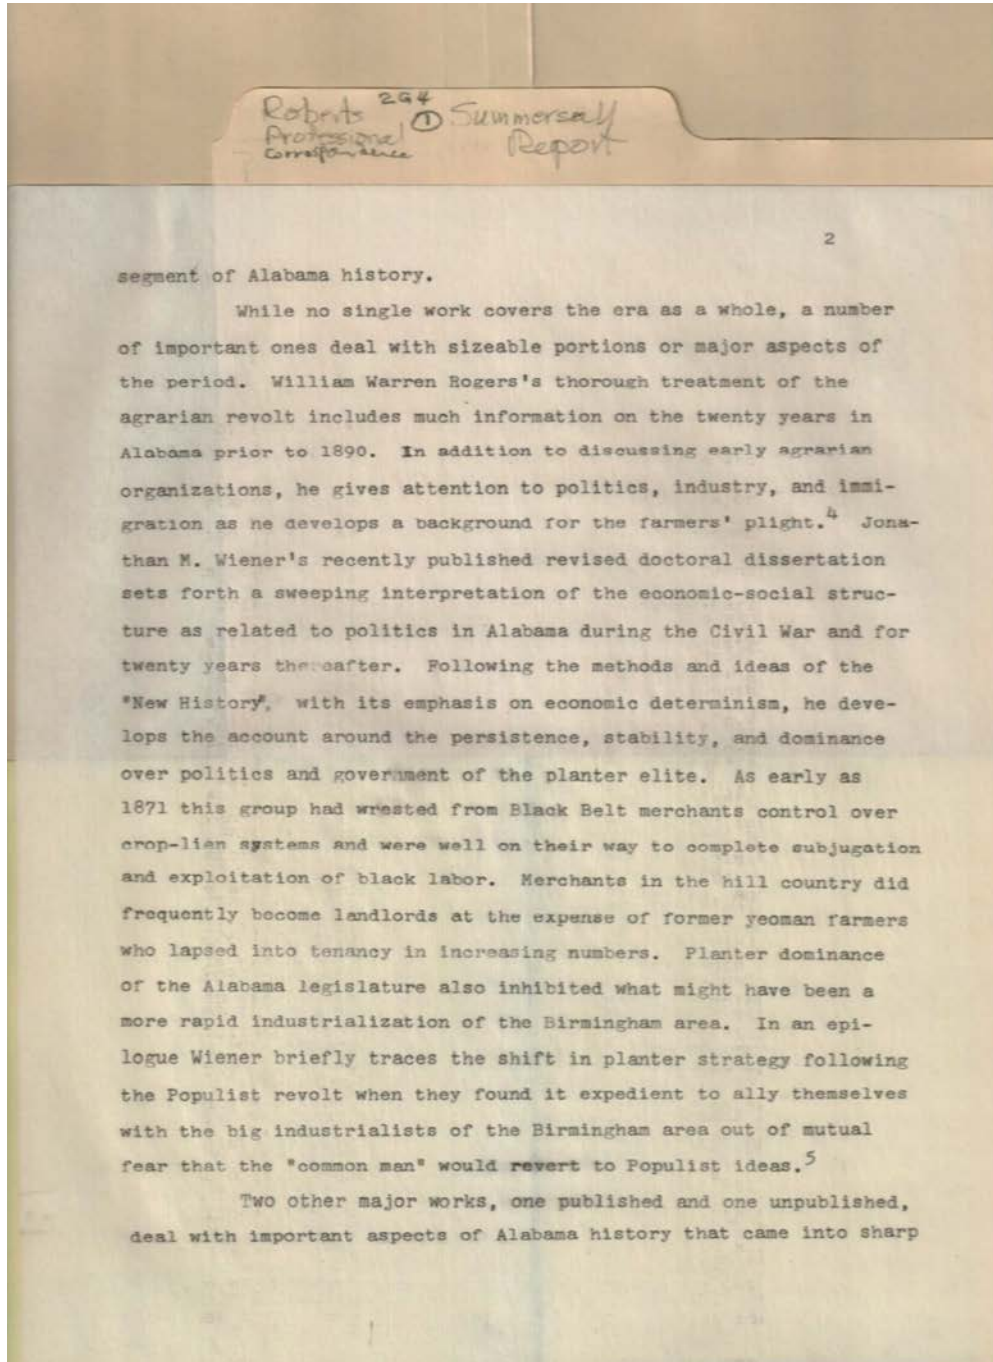 Roberts 2G4 ① Summersell
Professional Report
Correspondence
2
segment of Alabama history.
While no single work covers the era as a whole, a number
of important ones deal with sizeable portions or major aspects of
the period. William Warren Rogers's thorough treatment of the
agrarian revolt includes much information on the twenty years in
Alabama prior to 1890. In addition to discussing early agrarian
organizations, he gives attention to politics, industry, and immi-
gration as he develops a background for the farmers' plight.4 Jona-
than M. Wiener's recently published revised doctoral dissertation
sets forth a sweeping interpretation of the economic-social struc-
ture as related to politics in Alabama during the Civil War and for
twenty years thereafter. Following the methods and ideas of the
"New History", with its emphasis on economic determinism, he deve-
lops the account around the persistence, stability, and dominance
over politics and government of the planter elite. As early as
1871 this group had wrested from Black Belt merchants control over
crop-lien systems and were well on their way to complete subjugation
and exploitation of black labor. Merchants in the hill country did
frequently become landlords at the expense of former yeoman farmers
who lapsed into tenancy in increasing numbers. Planter dominance
of the Alabama legislature also inhibited what might have been a
more rapid industrialization of the Birmingham area. In an epi-
logue Wiener briefly traces the shift in planter strategy following
the Populist revolt when they found it expedient to ally themselves
with the big industrialists of the Birmingham area out of mutual
fear that the "common man" would revert to Populist ideas.5
Two other major works, one published and one unpublished,
deal with important aspects of Alabama history that came into sharp